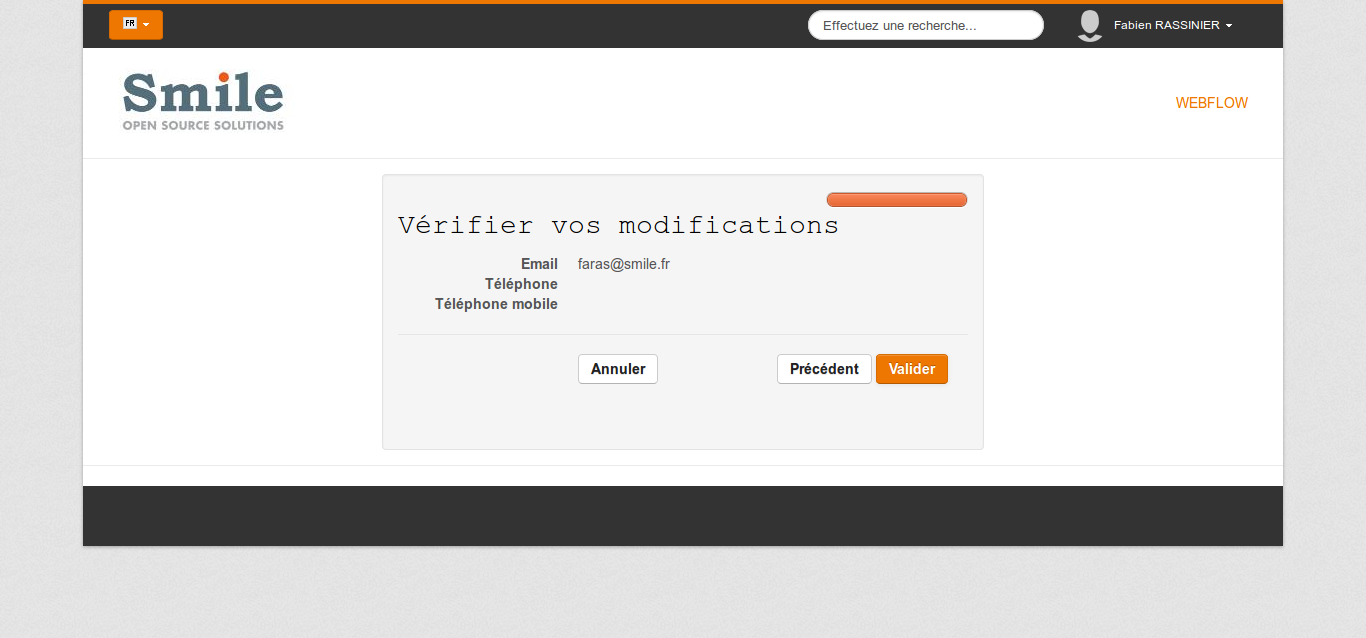 FR
Effectuez une recherche...
Fabien RASSINIER
Smile
OPEN SOURCE SOLUTIONS
WEBFLOW
Vérifier vos modifications
Email faras@smile.fr
Téléphone
Téléphone mobile
Annuler Précédent Valider